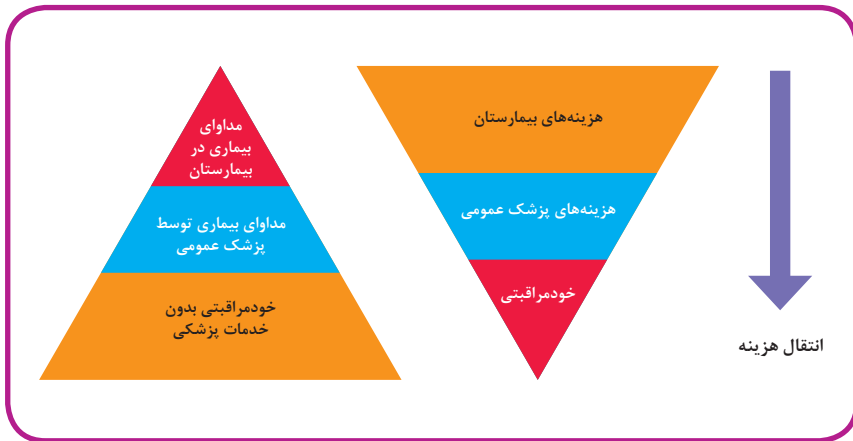 هزینه‌های بیمارستان
هزینه‌های پزشک عمومی
خودمراقبتی
انتقال هزینه
مداوای
بیماری در
بیمارستان
مداوای بیماری توسط
پزشک عمومی
خودمراقبتی بدون
خدمات پزشکی